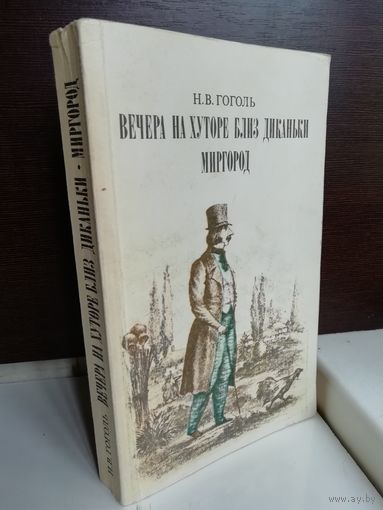 Н.В. ГОГОЛЬ
ВЕЧЕРА НА ХУТОРЕ БЛИЗ ДИКАНЬКИ
МИРГОРОД
Н.В. ГОГОЛЬ ВЕЧЕРА НА ХУТОРЕ БЛИЗ ДИКАНЬКИ • МИРГОРОД
www.ay.by